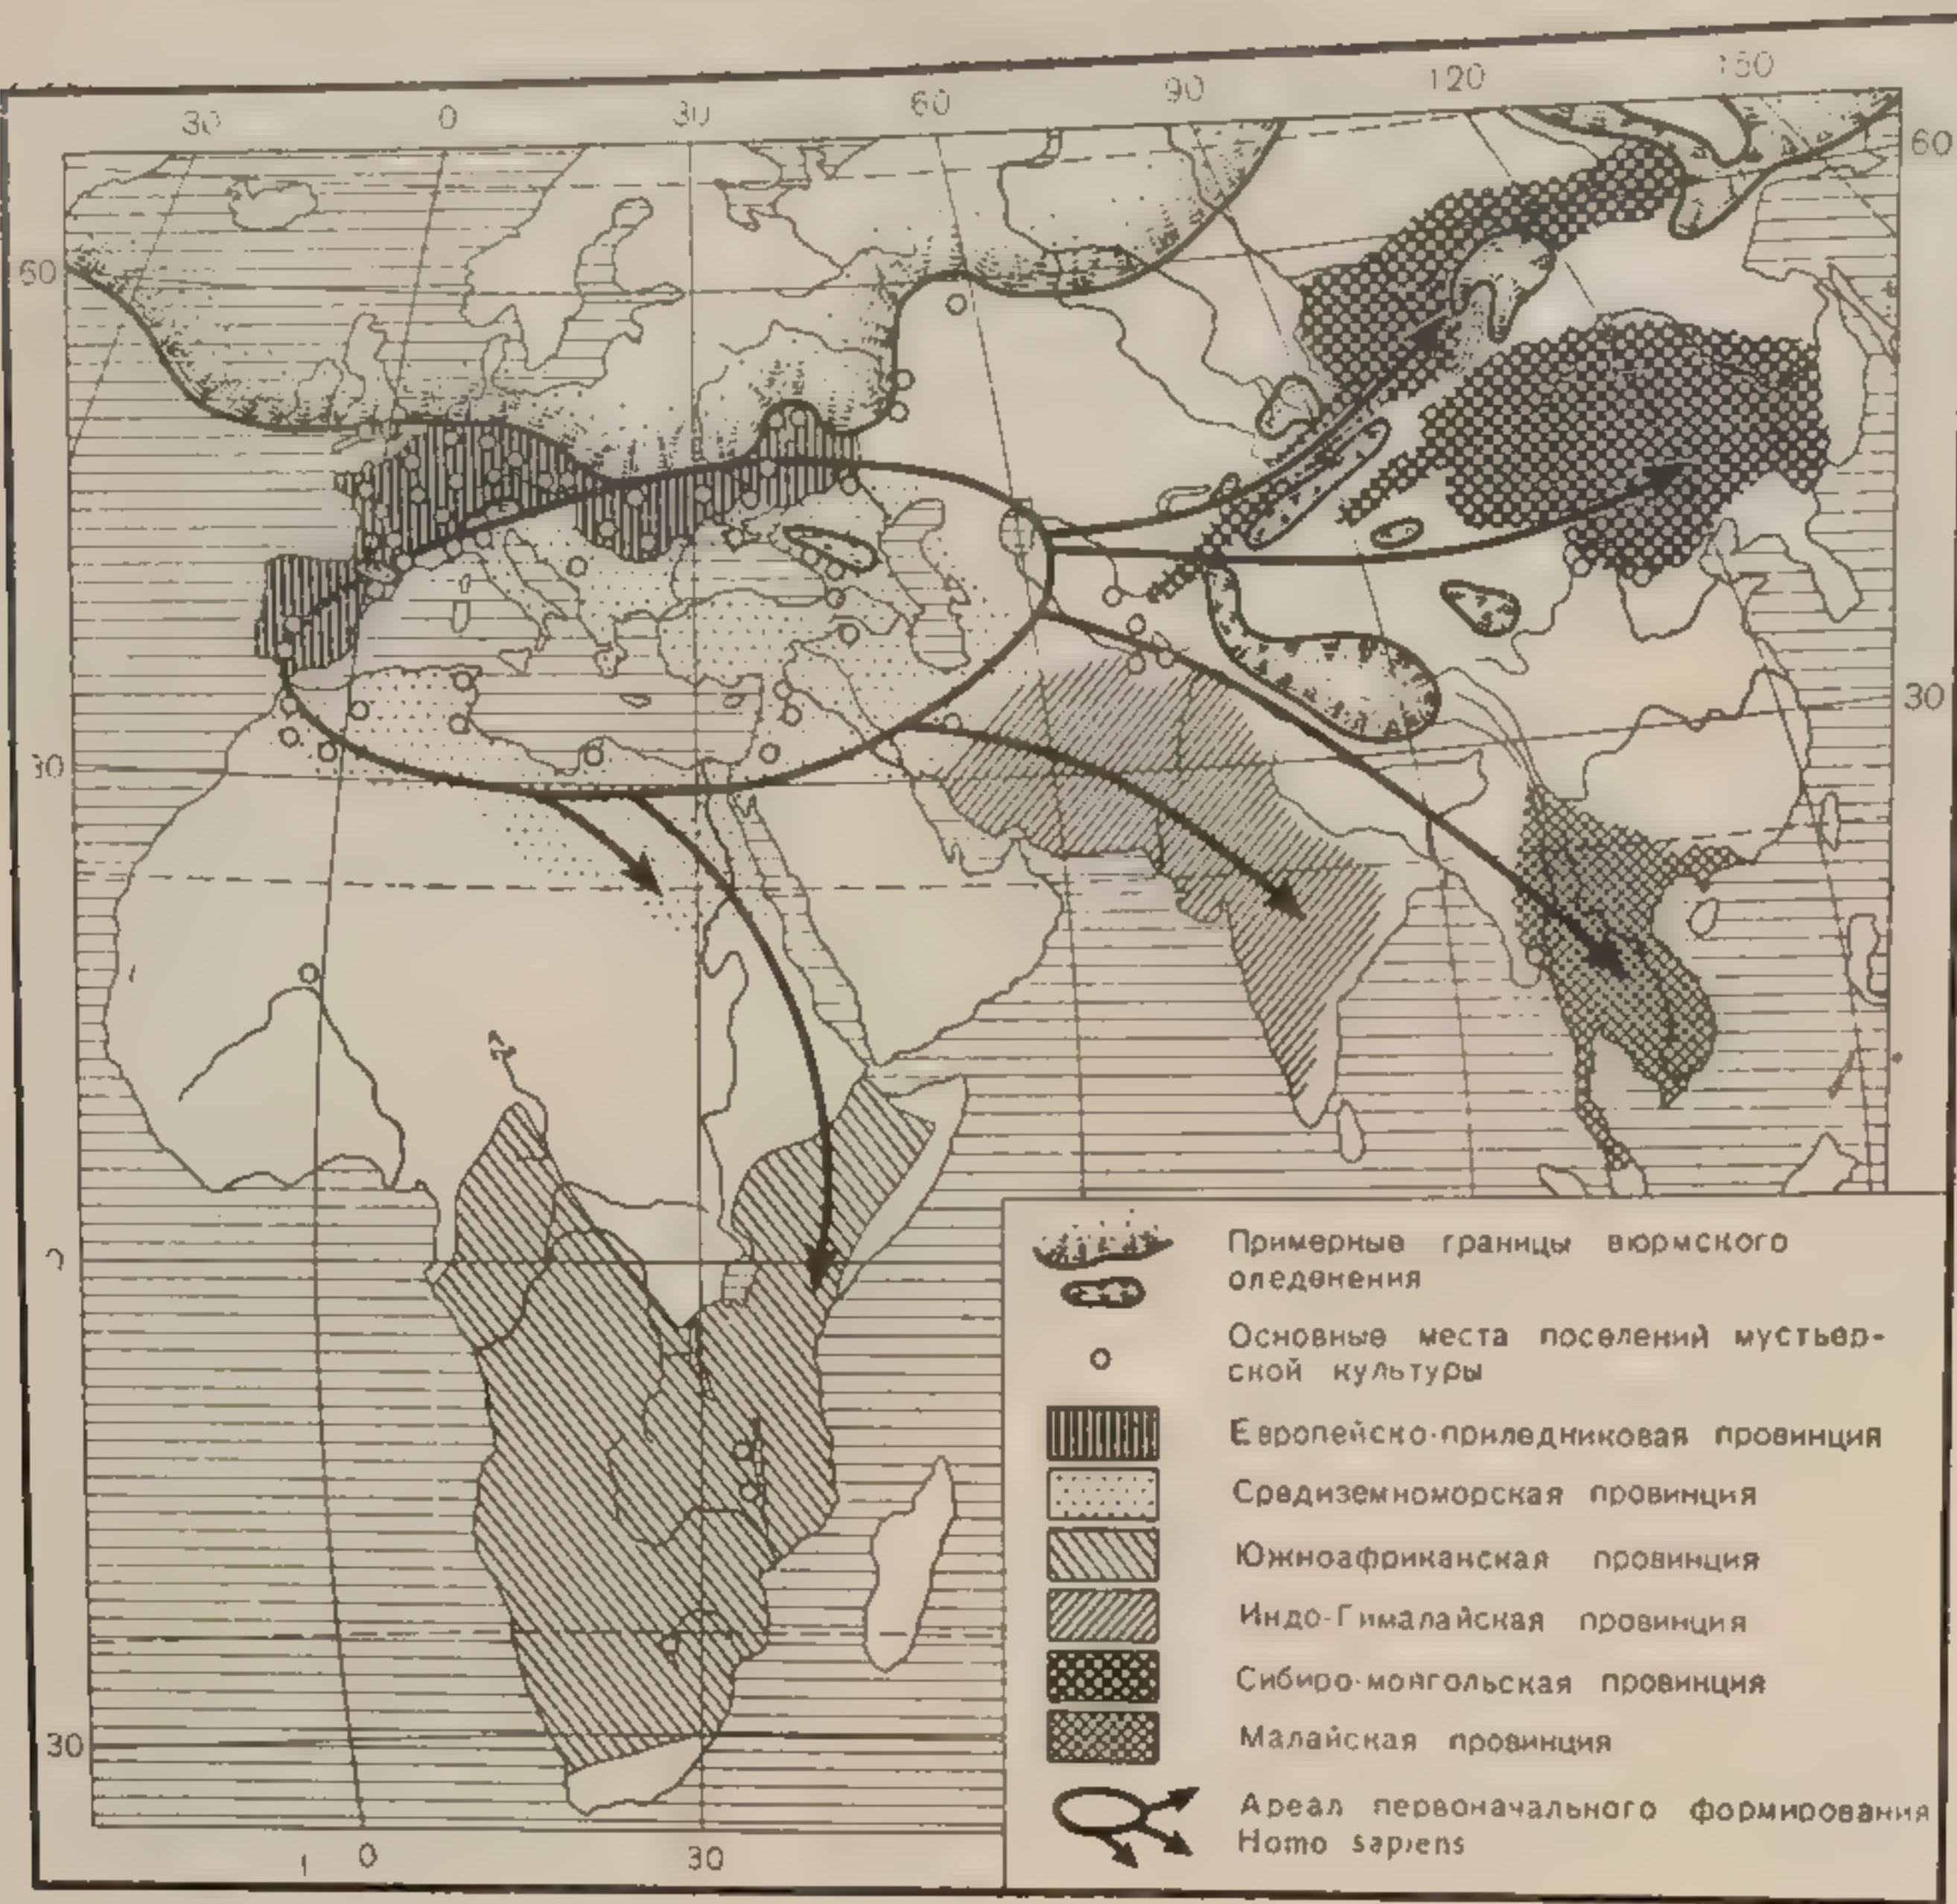 30 0 30 60 90 120 150
60
60
30
30
0
30
0 30
Примерные границы вюрмского
оледенения
Основные места поселений мустьер-
ской культуры
Европейско-приледниковая провинция
Средиземноморская провинция
Южноафриканская провинция
Индо-Гималайская провинция
Сибиро-монгольская провинция
Малайская провинция
Ареал первоначального формирования
Homo sapiens